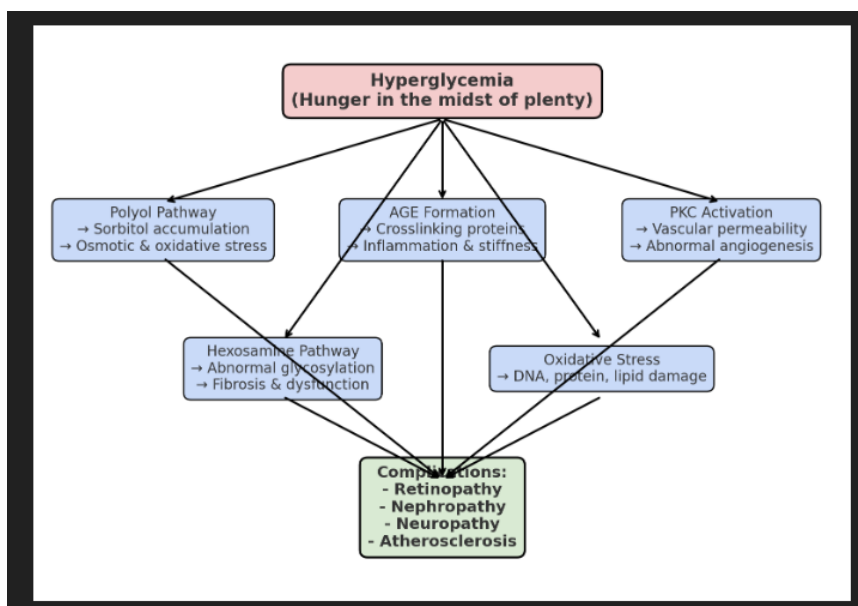 Hyperglycemia
(Hunger in the midst of plenty)
Polyol Pathway
→ Sorbitol accumulation
→ Osmotic & oxidative stress
AGE Formation
→ Crosslinking proteins
→ Inflammation & stiffness
PKC Activation
→ Vascular permeability
→ Abnormal angiogenesis
Hexosamine Pathway
→ Abnormal glycosylation
→ Fibrosis & dysfunction
Oxidative Stress
→ DNA, protein, lipid damage
Complications:
- Retinopathy
- Nephropathy
- Neuropathy
- Atherosclerosis